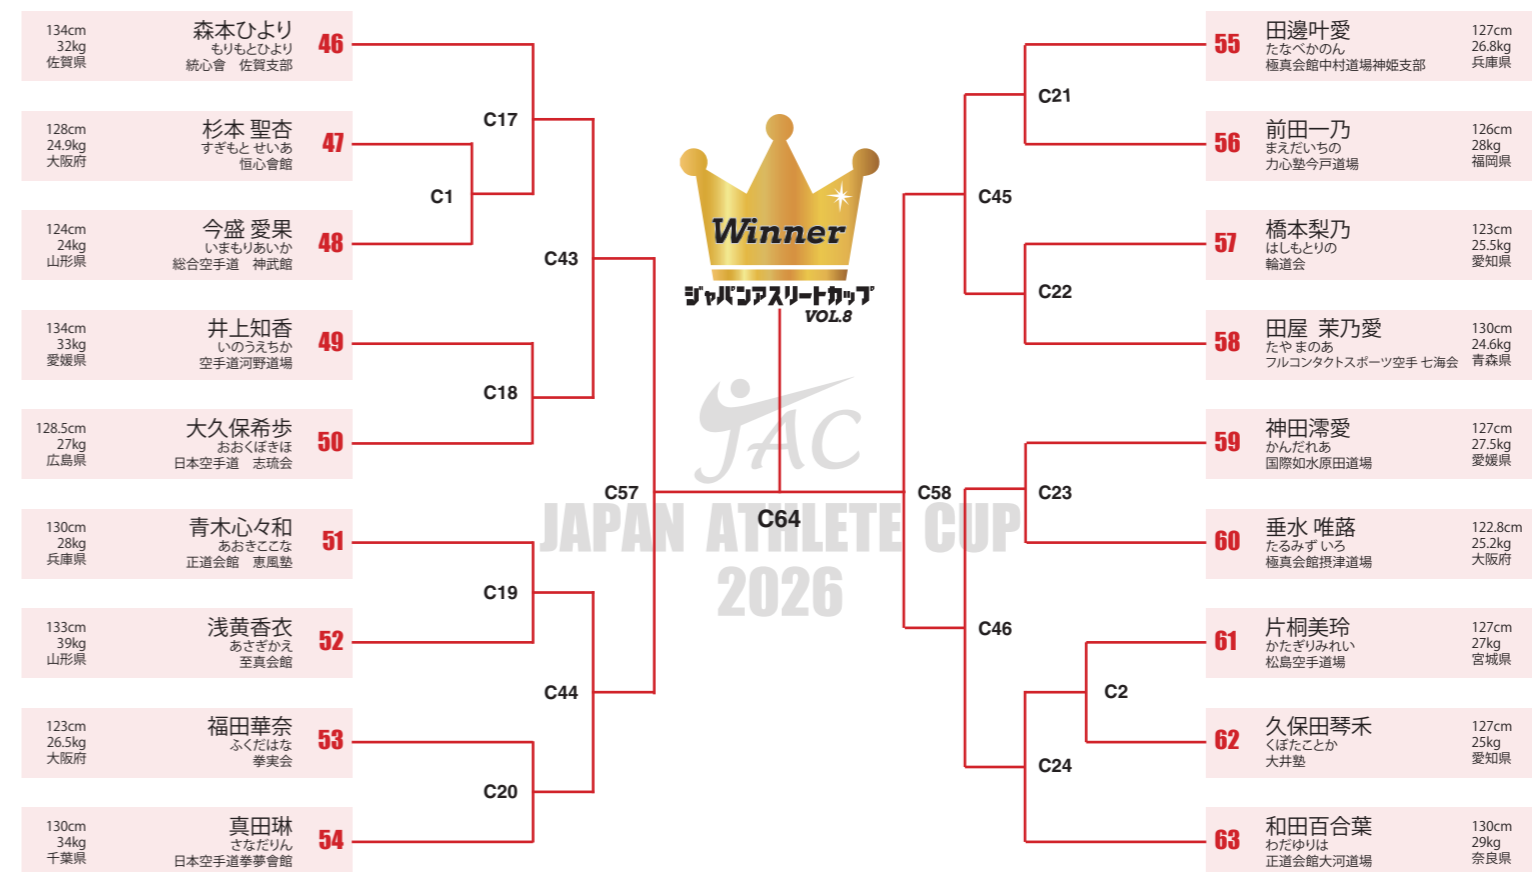 134cm
32kg
佐賀県
森本ひより
もりもとひより
統心會　佐賀支部
46
128cm
24.9kg
大阪府
杉本 聖杏
すぎもと せいあ
恒心會館
47
124cm
24kg
山形県
今盛 愛果
いまもりあいか
総合空手道　神武館
48
134cm
33kg
愛媛県
井上知香
いのうえちか
空手道河野道場
49
128.5cm
27kg
広島県
大久保希歩
おおくぼきほ
日本空手道　志琉会
50
130cm
28kg
兵庫県
青木心々和
あおきここな
正道会館　恵風塾
51
133cm
39kg
山形県
浅黄香衣
あさぎかえ
至真会館
52
123cm
26.5kg
大阪府
福田華奈
ふくだはな
拳実会
53
130cm
34kg
千葉県
真田琳
さなだりん
日本空手道拳夢會館
54
C17
C1
C43
C18
C57
C19
C44
C20
Winner
ジャパンアスリートカップ
VOL.8
JAC
JAPAN ATHLETE CUP
2026
C64
C21
C45
C22
C58
C23
C46
C2
C24
55
田邊叶愛
たなべかのん
極真会館中村道場神姫支部
127cm
26.8kg
兵庫県
56
前田一乃
まえだいちの
力心塾今戸道場
126cm
28kg
福岡県
57
橋本梨乃
はしもとりの
輪道会
123cm
25.5kg
愛知県
58
田屋 茉乃愛
たや まのあ
フルコンタクトスポーツ空手 七海会
130cm
24.6kg
青森県
59
神田澪愛
かんだれあ
国際如水原田道場
127cm
27.5kg
愛媛県
60
垂水 唯蕗
たるみず いろ
極真会館摂津道場
122.8cm
25.2kg
大阪府
61
片桐美玲
かたぎりみれい
松島空手道場
127cm
27kg
宮城県
62
久保田琴禾
くぼたことか
大井塾
127cm
25kg
愛知県
63
和田百合葉
わだゆりは
正道会館大河道場
130cm
29kg
奈良県